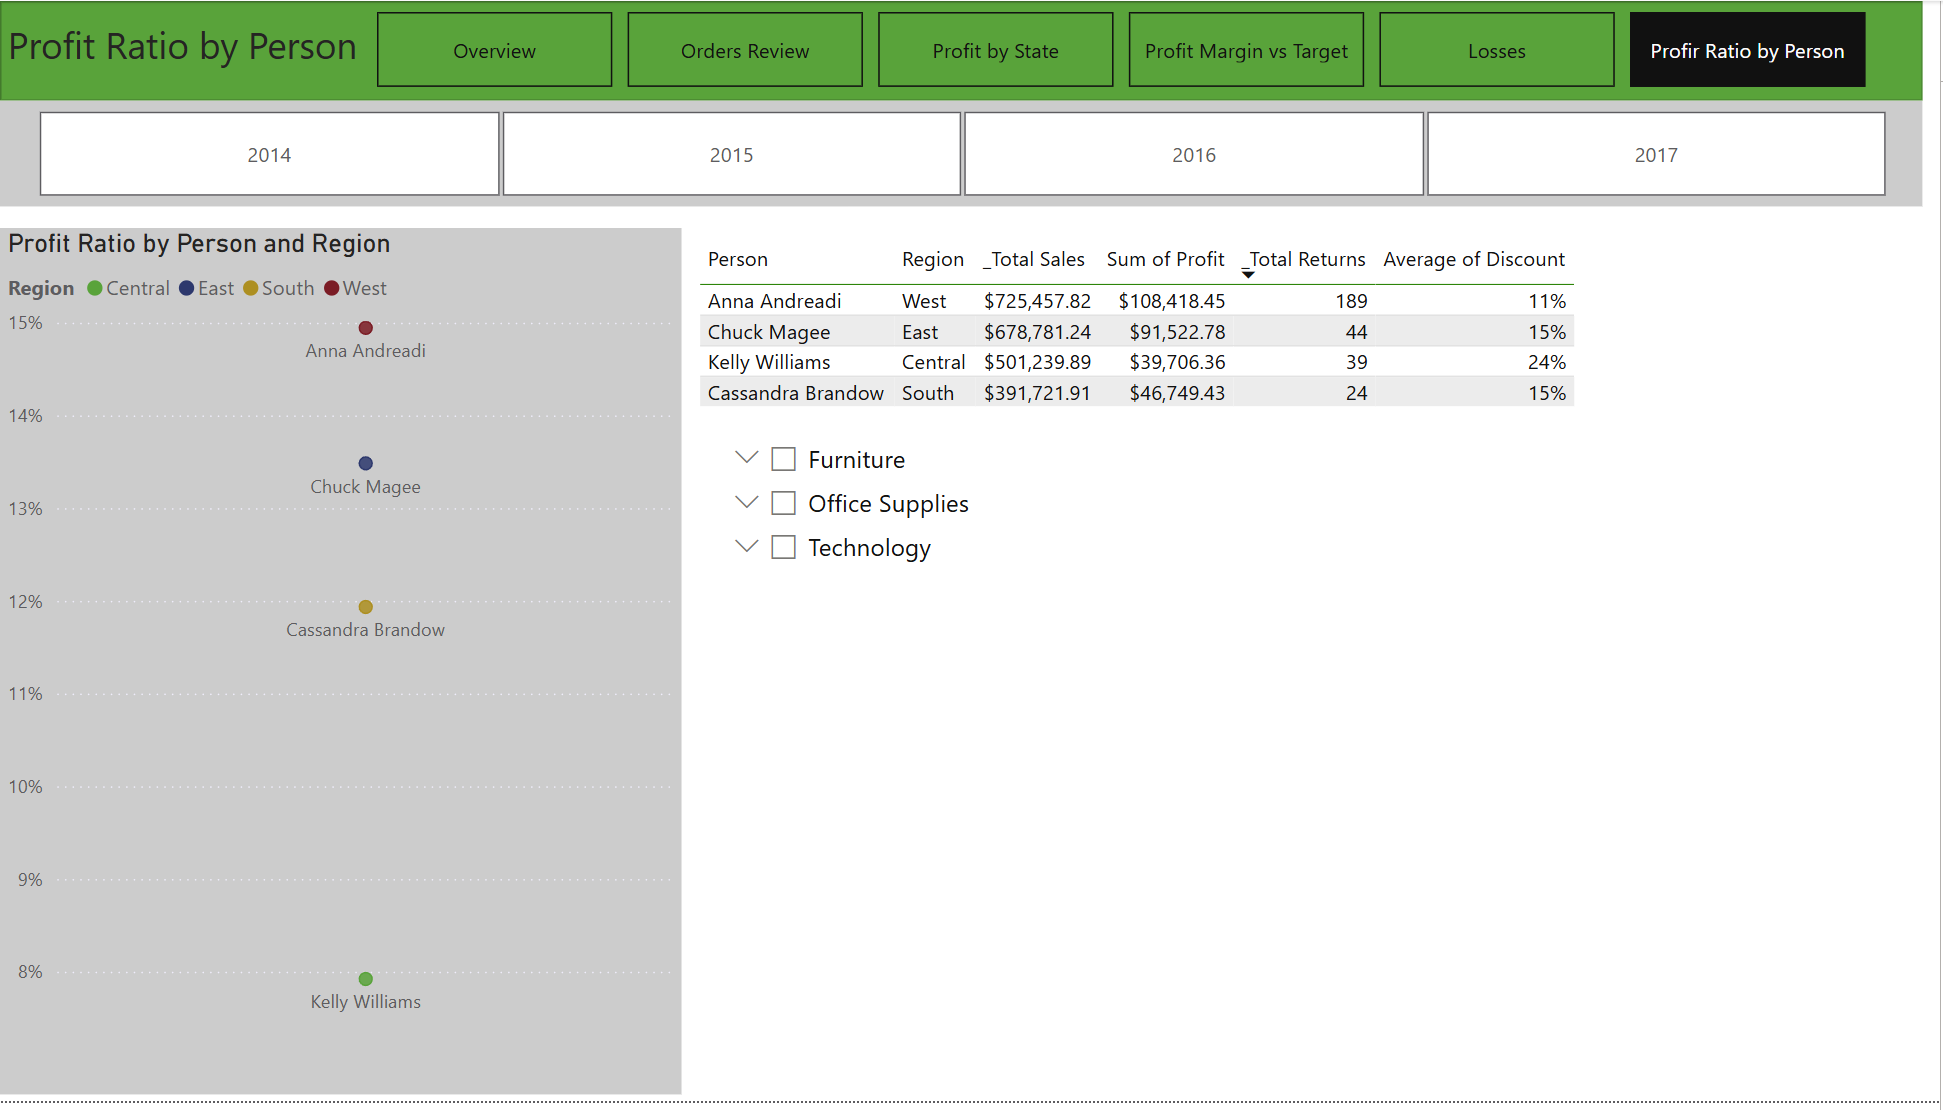 Profit Ratio by Person
Overview
Orders Review
Profit by State
Profit Margin vs Target
Losses
Profir Ratio by Person
2014
2015
2016
2017
Profit Ratio by Person and Region
Region Central East South West
15%
Anna Andreadi
14%
Chuck Magee
13%
12%
Cassandra Brandow
11%
10%
9%
8%
Kelly Williams
Person Region _Total Sales Sum of Profit _Total Returns Average of Discount
Anna Andreadi West $725,457.82 $108,418.45 189 11%
Chuck Magee East $678,781.24 $91,522.78 44 15%
Kelly Williams Central $501,239.89 $39,706.36 39 24%
Cassandra Brandow South $391,721.91 $46,749.43 24 15%
Furniture
Office Supplies
Technology